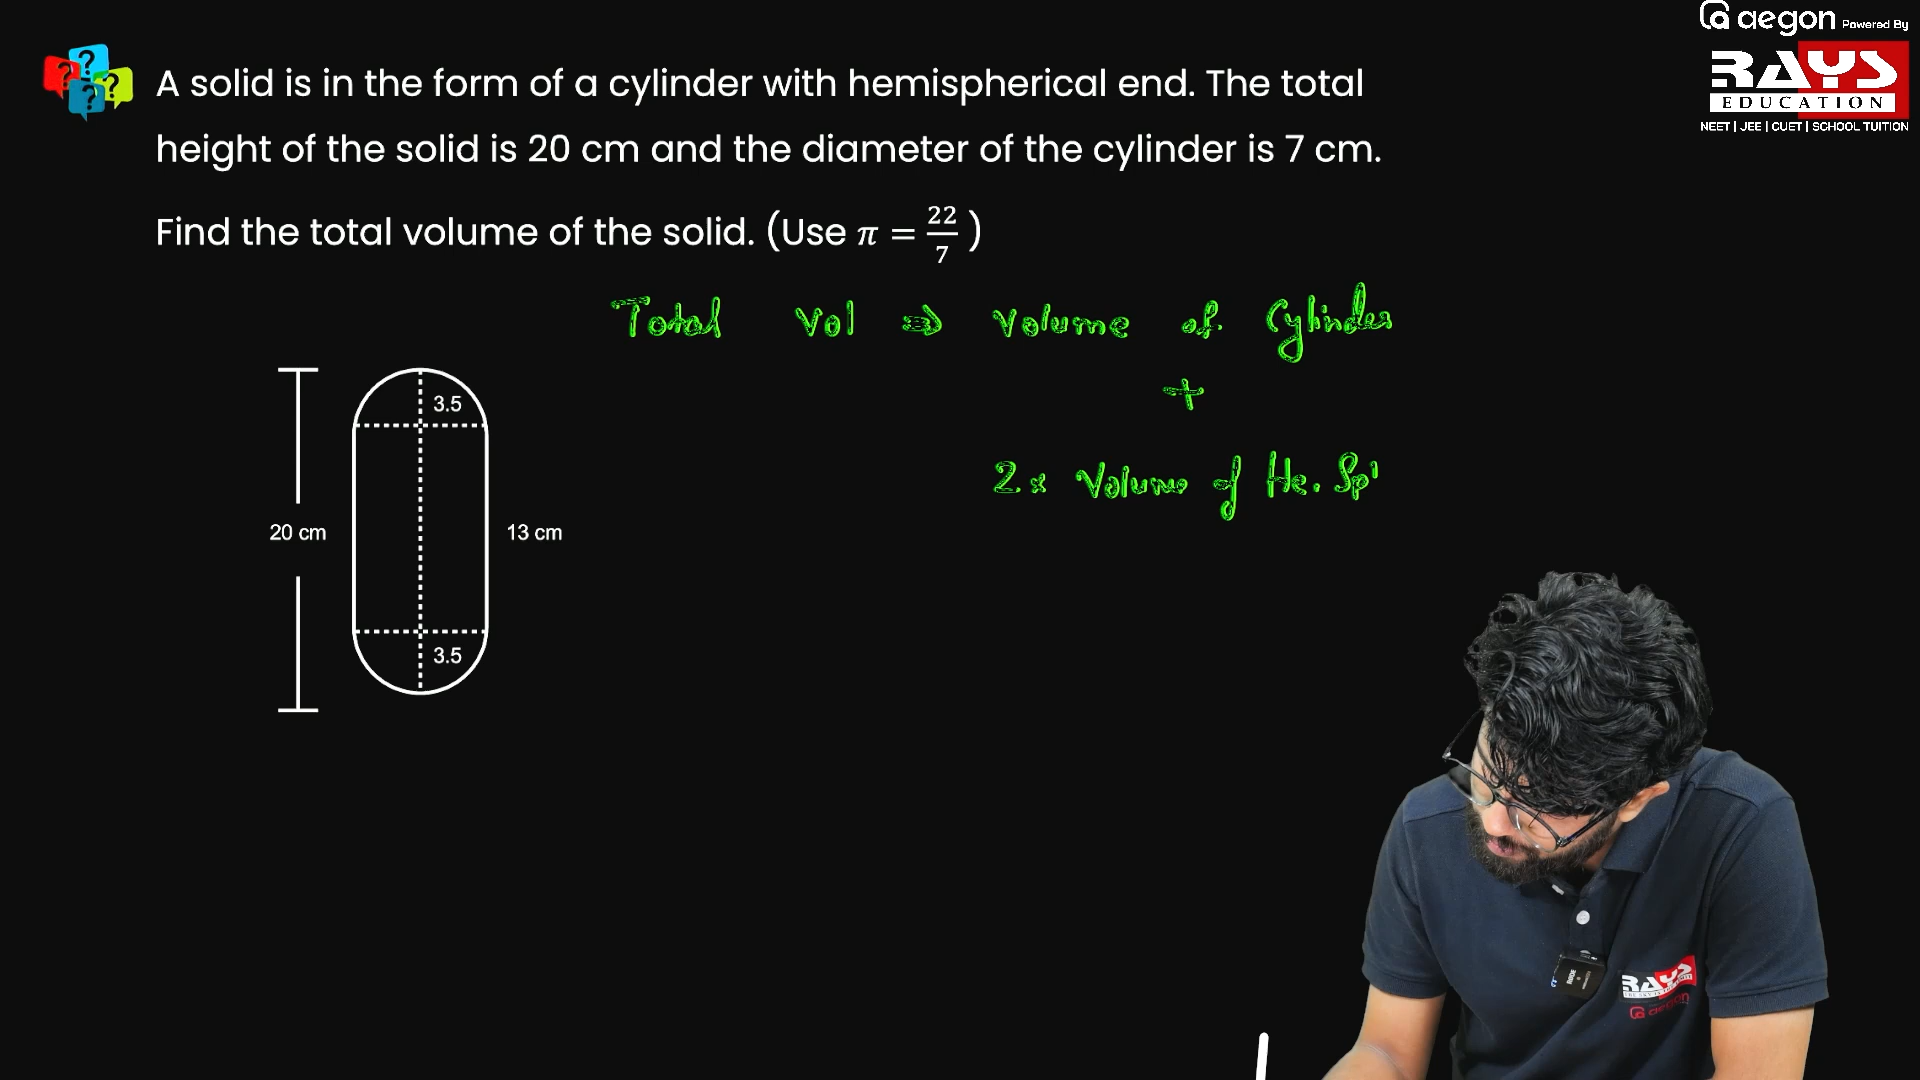 aegon Powered By
RAYS
EDUCATION
NEET | JEE | CUET | SCHOOL TUITION
A solid is in the form of a cylinder with hemispherical end. The total
height of the solid is 20 cm and the diameter of the cylinder is 7 cm.
Find the total volume of the solid. (Use π = 22/7 )
Total Vol ⇒ Volume of Cylinder
+
2 x Volume of He. Sp'
3.5
20 cm
13 cm
3.5
RAYS
aegon